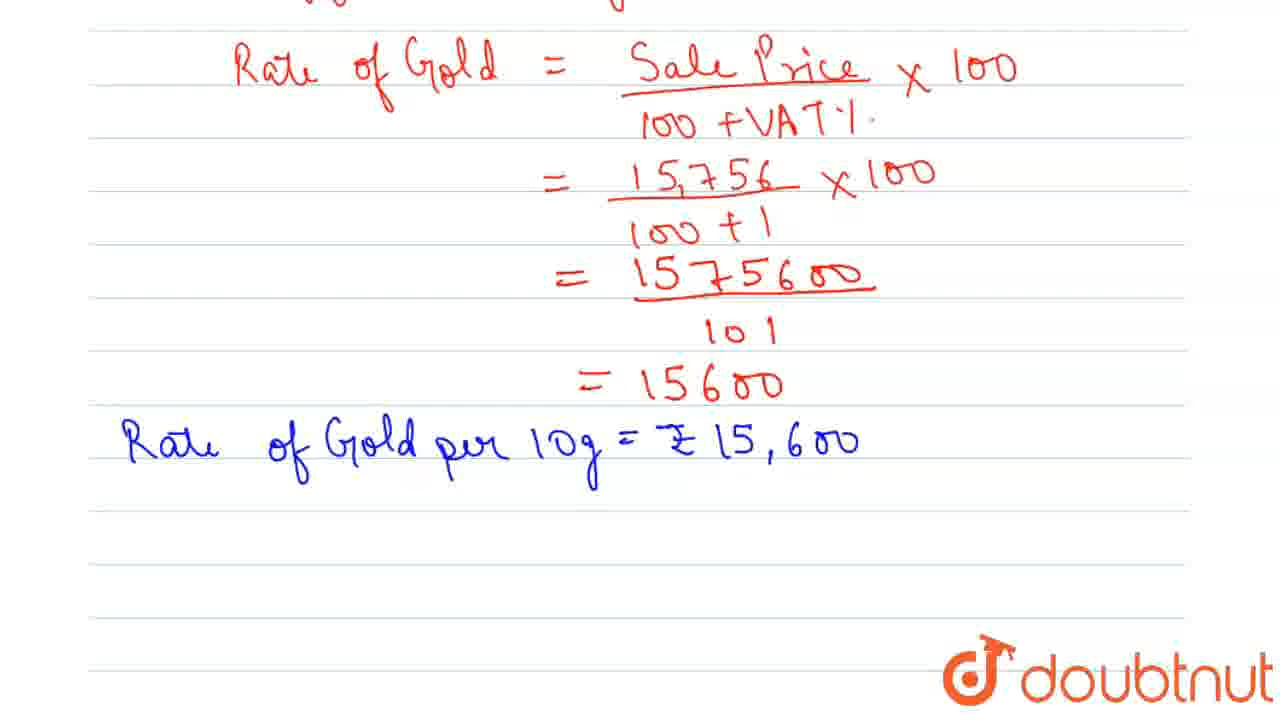 Rate of Gold = Sale Price / 100 + VAT% × 100
= 15,756 / 100 + 1 × 100
= 1575600 / 101
= 15600
Rate of Gold per 10g = ₹ 15,600
doubtnut